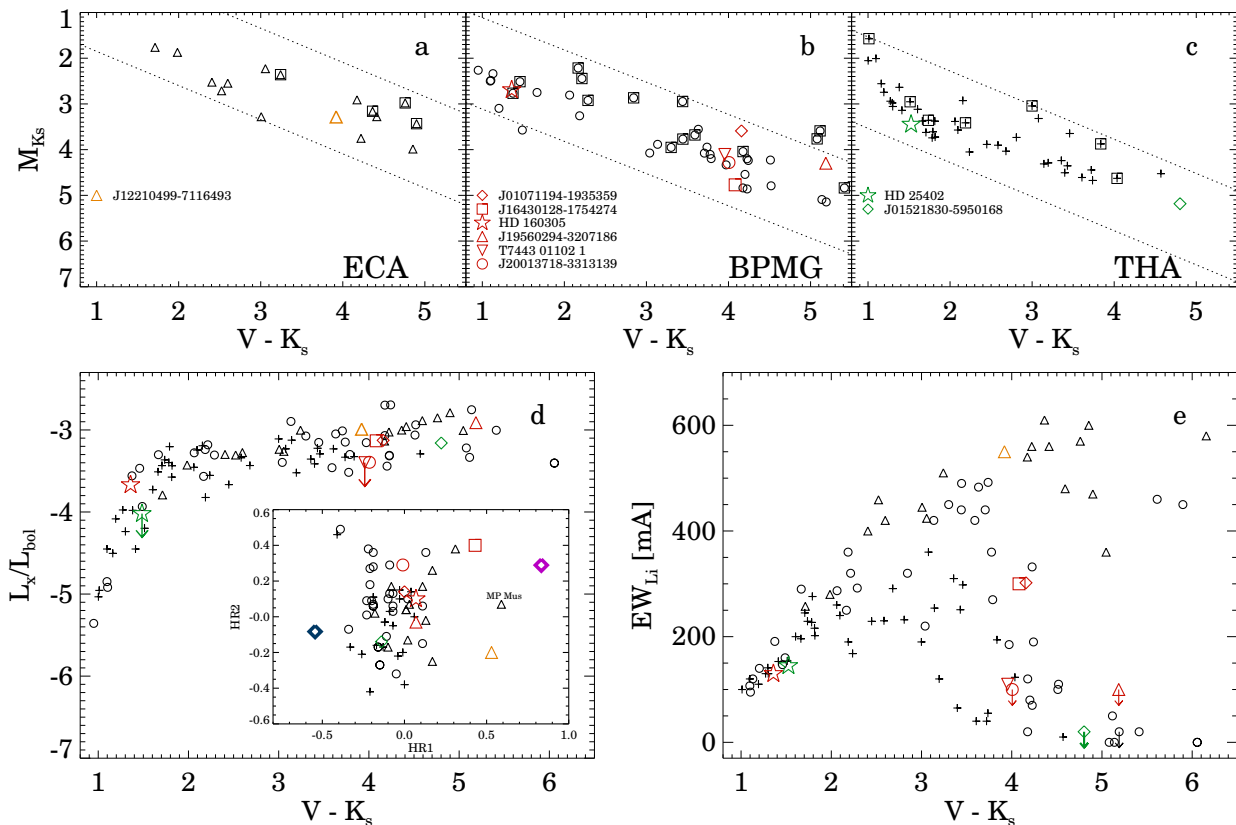 1
2
3
4
5
6
7
M_Ks
a
J12210499-7116493
ECA
1 2 3 4 5
V - K_s
b
J01071194-1935359
J16430128-1754274
HD 160305
J19560294-3207186
T7443 01102 1
J20013718-3313139
BPMG
1 2 3 4 5
V - K_s
c
HD 25402
J01521830-5950168
THA
1 2 3 4 5
V - K_s
d
-3
-4
-5
-6
-7
L_x/L_bol
0.6
0.4
0.2
-0.0
-0.2
-0.4
-0.6
HR2
MP Mus
-0.5 0.0 0.5 1.0
HR1
1 2 3 4 5 6
V - K_s
e
600
400
200
0
EW_Li [mA]
1 2 3 4 5 6
V - K_s